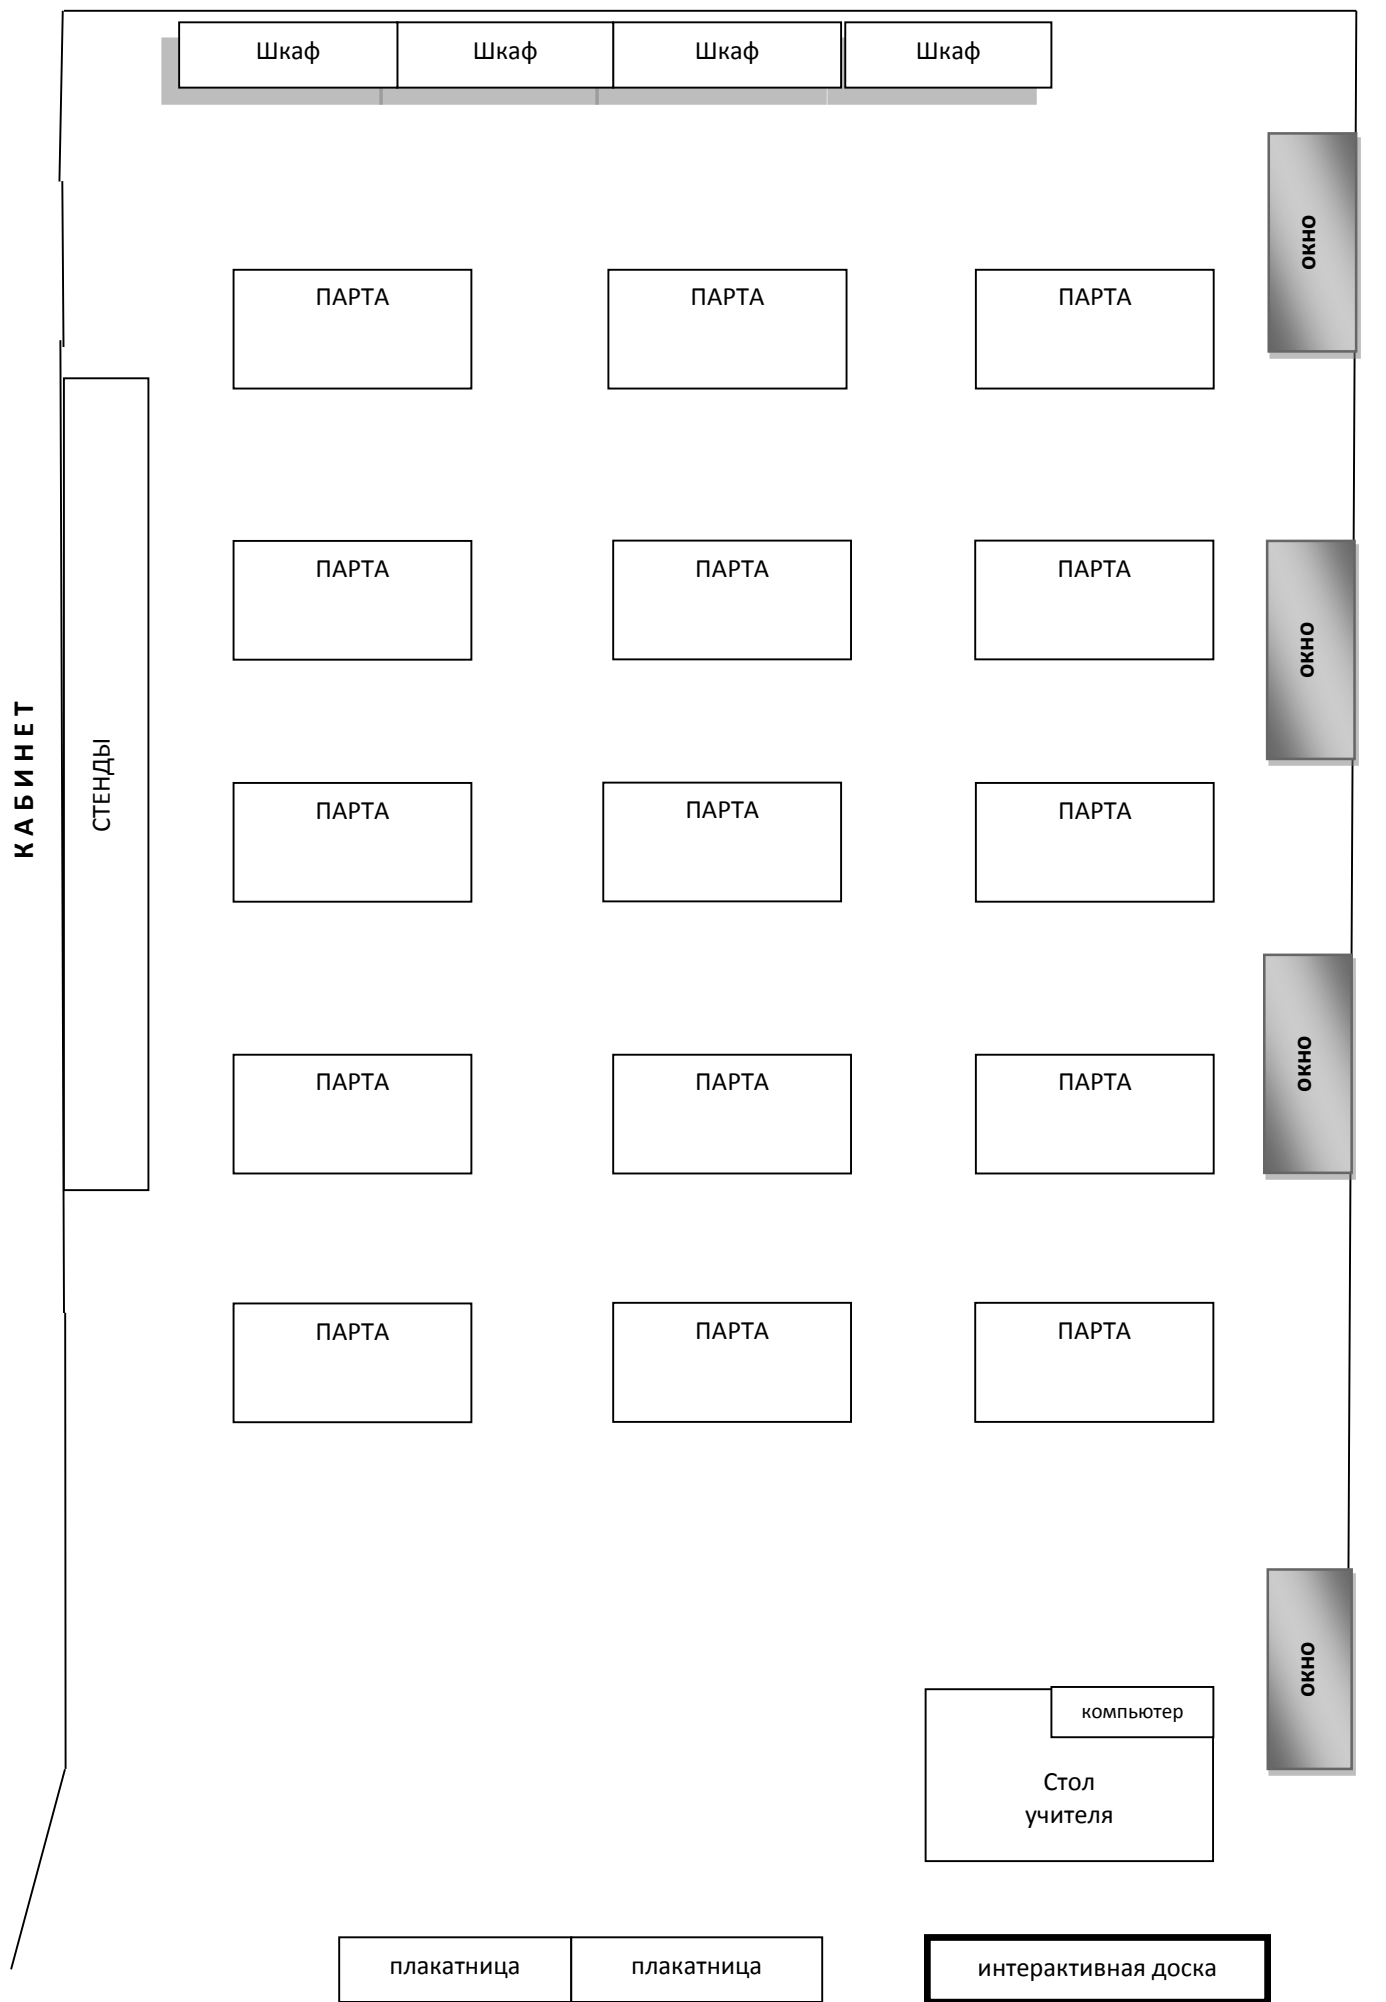 Шкаф
Шкаф
Шкаф
Шкаф
окно
ПАРТА
ПАРТА
ПАРТА
ПАРТА
ПАРТА
ПАРТА
окно
КАБИНЕТ
СТЕНДЫ
ПАРТА
ПАРТА
ПАРТА
окно
ПАРТА
ПАРТА
ПАРТА
ПАРТА
ПАРТА
ПАРТА
окно
компьютер
Стол
учителя
плакатница
плакатница
интерактивная доска